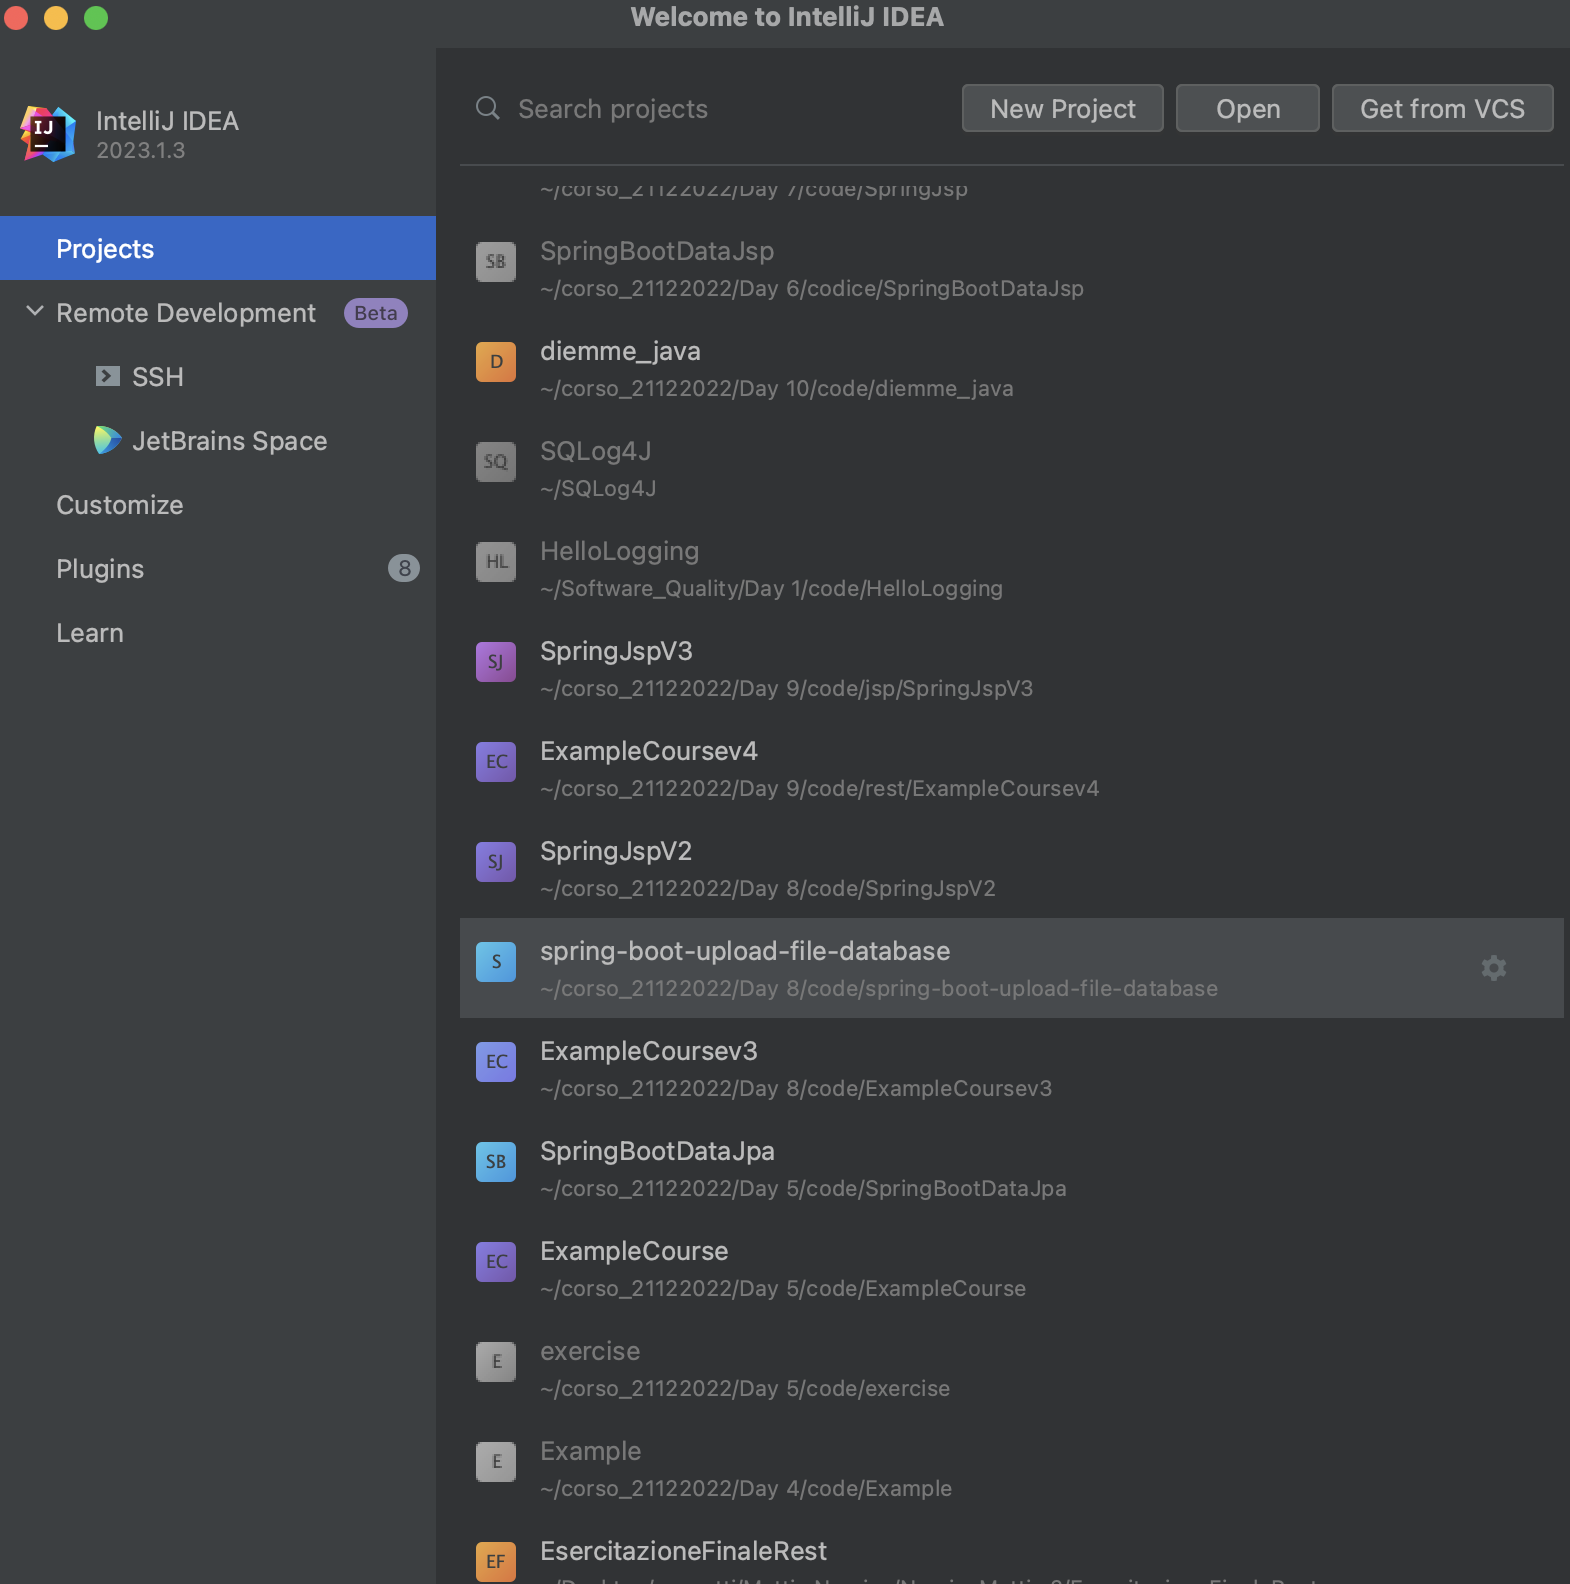 Welcome to IntelliJ IDEA
IJ
IntelliJ IDEA
2023.1.3
Projects
Remote Development Beta
SSH
JetBrains Space
Customize
Plugins 8
Learn
Search projects
New Project
Open
Get from VCS
~/corso_21122022/Day 7/code/SpringJsp
SB SpringBootDataJsp
~/corso_21122022/Day 6/codice/SpringBootDataJsp
D diemme_java
~/corso_21122022/Day 10/code/diemme_java
SQ SQLog4J
~/SQLog4J
HL HelloLogging
~/Software_Quality/Day 1/code/HelloLogging
SJ SpringJspV3
~/corso_21122022/Day 9/code/jsp/SpringJspV3
EC ExampleCoursev4
~/corso_21122022/Day 9/code/rest/ExampleCoursev4
SJ SpringJspV2
~/corso_21122022/Day 8/code/SpringJspV2
S spring-boot-upload-file-database
~/corso_21122022/Day 8/code/spring-boot-upload-file-database
EC ExampleCoursev3
~/corso_21122022/Day 8/code/ExampleCoursev3
SB SpringBootDataJpa
~/corso_21122022/Day 5/code/SpringBootDataJpa
EC ExampleCourse
~/corso_21122022/Day 5/code/ExampleCourse
E exercise
~/corso_21122022/Day 5/code/exercise
E Example
~/corso_21122022/Day 4/code/Example
EF EsercitazioneFinaleRest